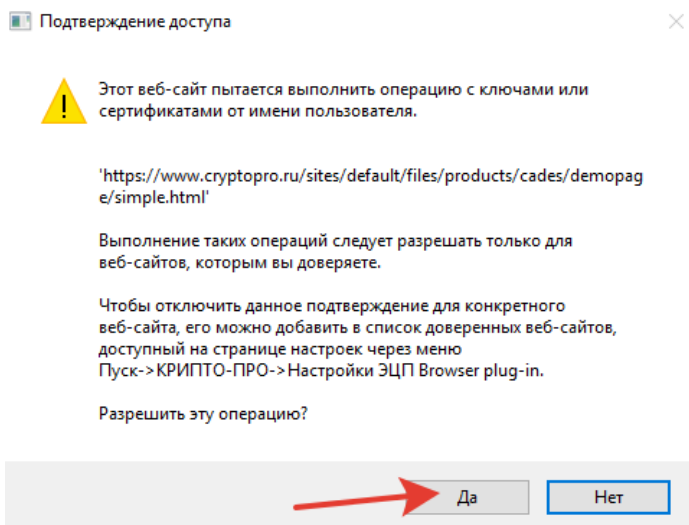 Подтверждение доступа
Этот веб-сайт пытается выполнить операцию с ключами или
сертификатами от имени пользователя.
'https://www.cryptopro.ru/sites/default/files/products/cades/demopag
e/simple.html'
Выполнение таких операций следует разрешать только для
веб-сайтов, которым вы доверяете.
Чтобы отключить данное подтверждение для конкретного
веб-сайта, его можно добавить в список доверенных веб-сайтов,
доступный на странице настроек через меню
Пуск->КРИПТО-ПРО->Настройки ЭЦП Browser plug-in.
Разрешить эту операцию?
Да Нет